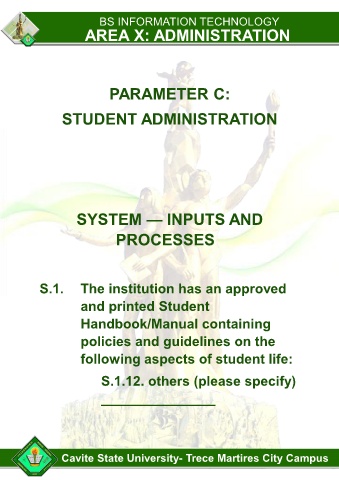 BS INFORMATION TECHNOLOGY
AREA X: ADMINISTRATION
PARAMETER C:
STUDENT ADMINISTRATION
SYSTEM — INPUTS AND
PROCESSES
S.1. The institution has an approved
and printed Student
Handbook/Manual containing
policies and guidelines on the
following aspects of student life:
S.1.12. others (please specify)
_______________
Cavite State University- Trece Martires City Campus